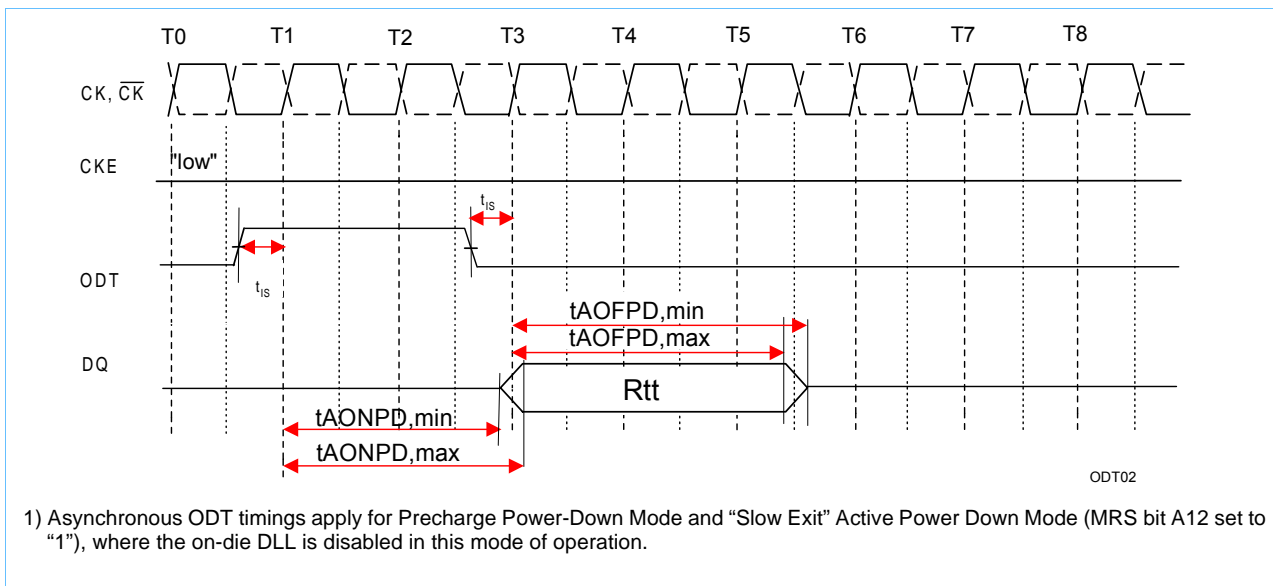 T0 T1 T2 T3 T4 T5 T6 T7 T8
CK, CK
CKE "low"
tIS
ODT
tIS
tAOFPD,min
tAOFPD,max
DQ
Rtt
tAONPD,min
tAONPD,max
ODT02
1) Asynchronous ODT timings apply for Precharge Power-Down Mode and “Slow Exit” Active Power Down Mode (MRS bit A12 set to
“1”), where the on-die DLL is disabled in this mode of operation.